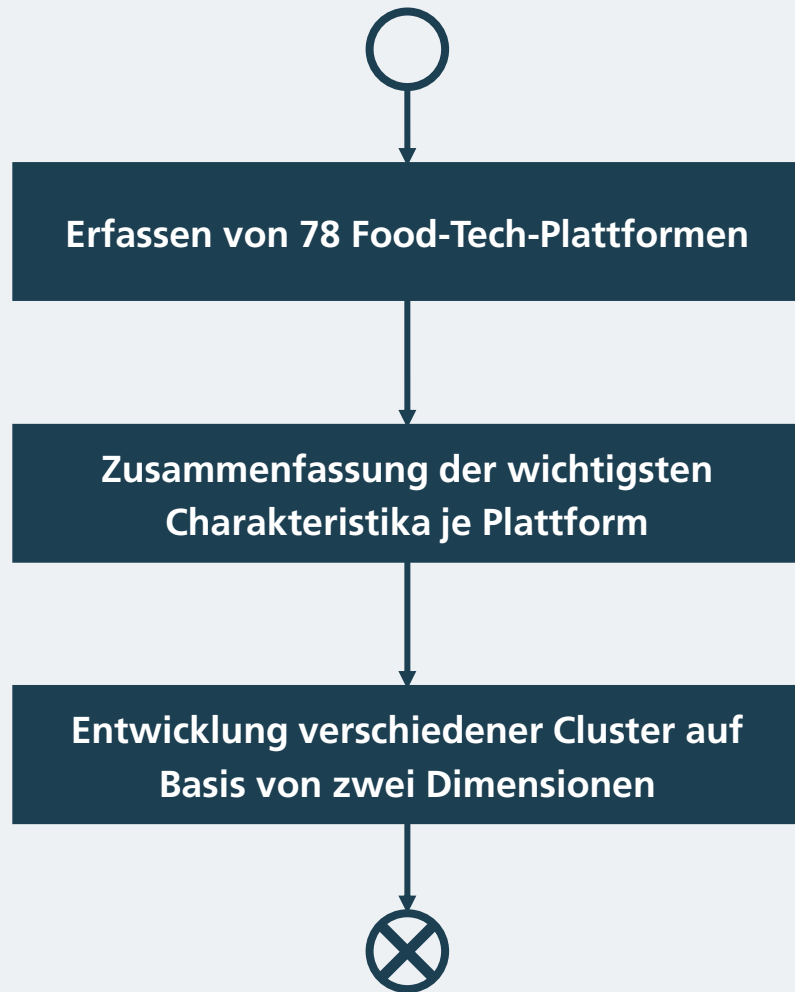 Erfassen von 78 Food-Tech-Plattformen
Zusammenfassung der wichtigsten
Charakteristika je Plattform
Entwicklung verschiedener Cluster auf
Basis von zwei Dimensionen